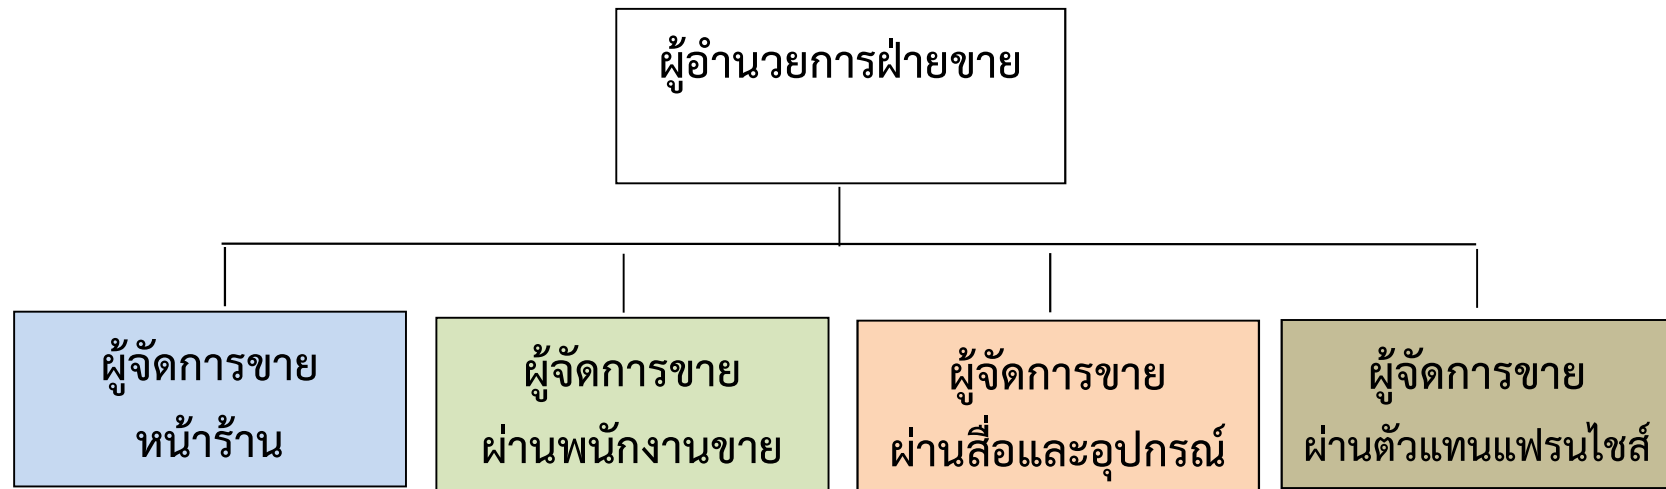 ผู้อำนวยการฝ่ายขาย
ผู้จัดการขาย
หน้าร้าน
ผู้จัดการขาย
ผ่านพนักงานขาย
ผู้จัดการขาย
ผ่านสื่อและอุปกรณ์
ผู้จัดการขาย
ผ่านตัวแทนแฟรนไชส์